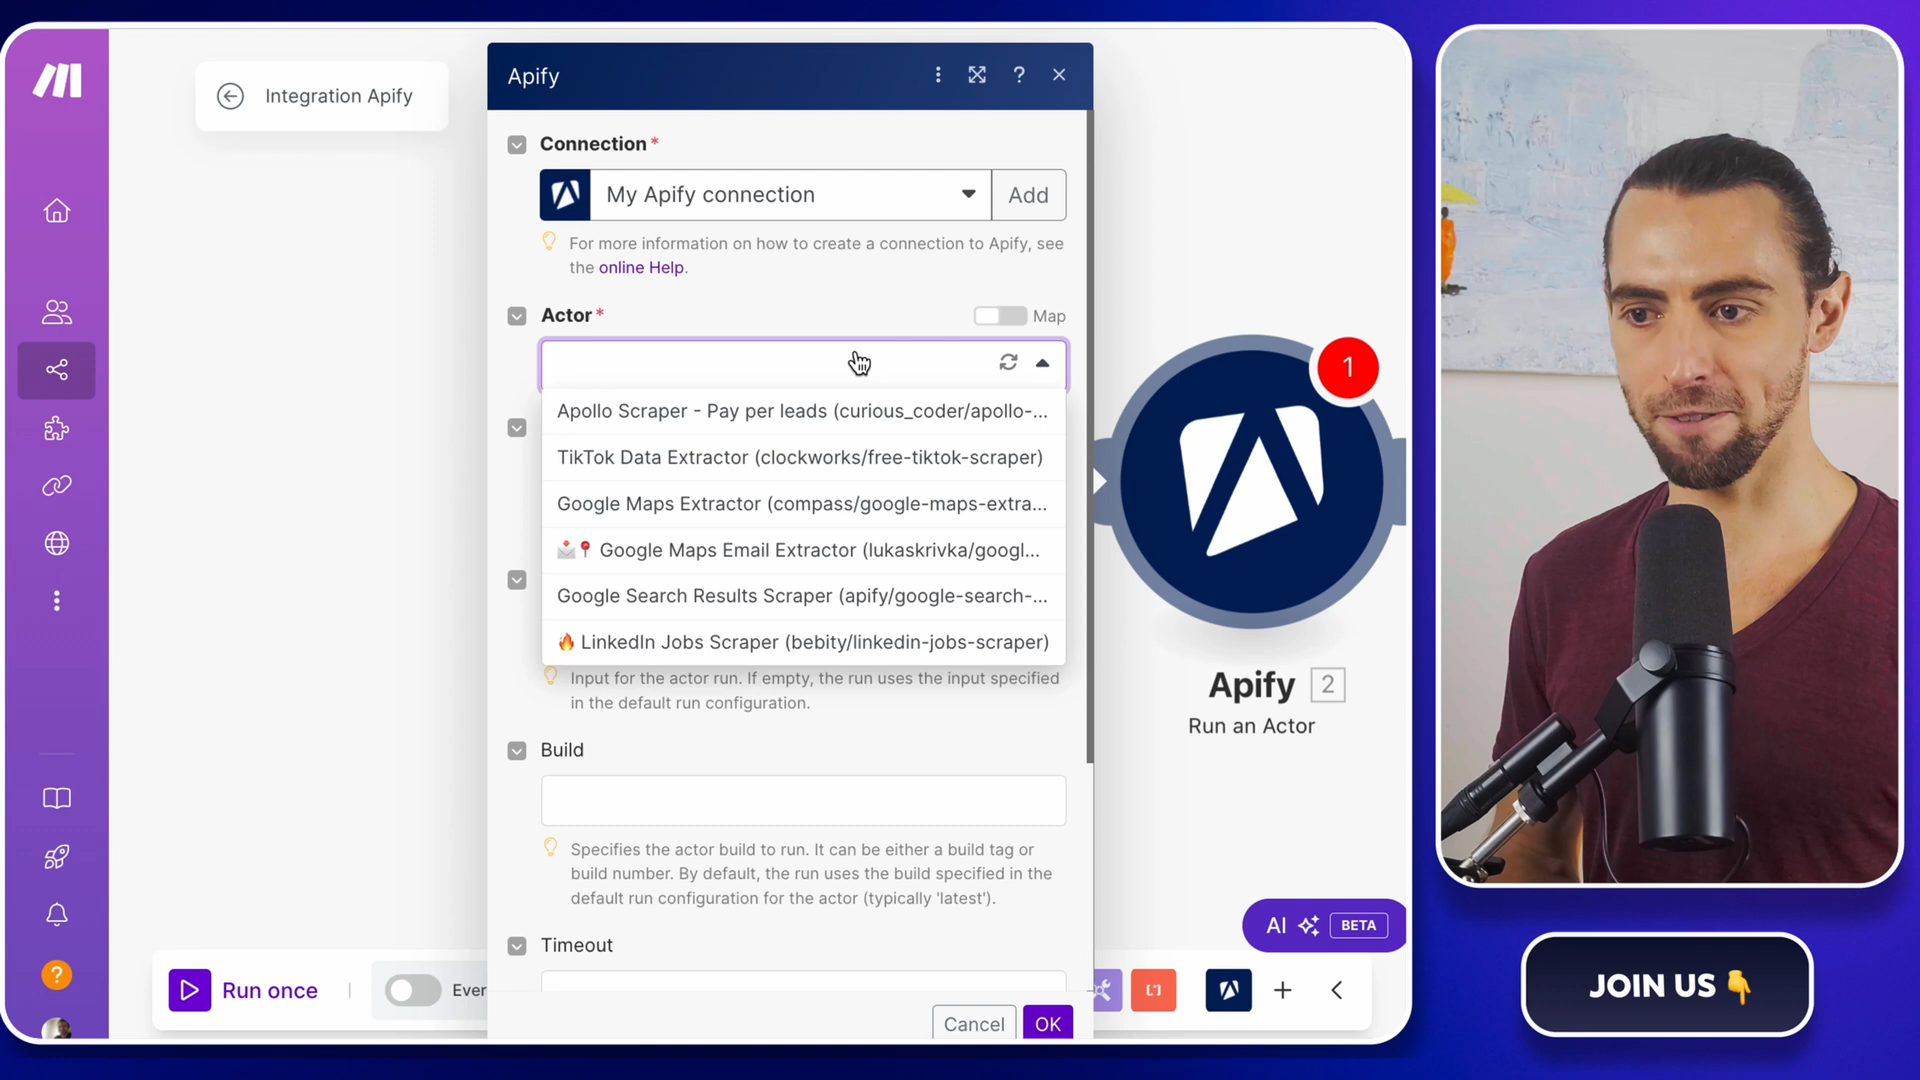 Integration Apify
Apify
?
Connection *
My Apify connection
Add
For more information on how to create a connection to Apify, see
the online Help.
Actor *
Map
Apollo Scraper - Pay per leads (curious_coder/apollo-...
TikTok Data Extractor (clockworks/free-tiktok-scraper)
Google Maps Extractor (compass/google-maps-extra...
📩📍 Google Maps Email Extractor (lukaskrivka/googl...
Google Search Results Scraper (apify/google-search-...
🔥 LinkedIn Jobs Scraper (bebity/linkedin-jobs-scraper)
Input for the actor run. If empty, the run uses the input specified
in the default run configuration.
Build
Specifies the actor build to run. It can be either a build tag or
build number. By default, the run uses the build specified in the
default run configuration for the actor (typically 'latest').
Timeout
Cancel
OK
1
Apify 2
Run an Actor
AI BETA
?
Run once
Ever
JOIN US 👇